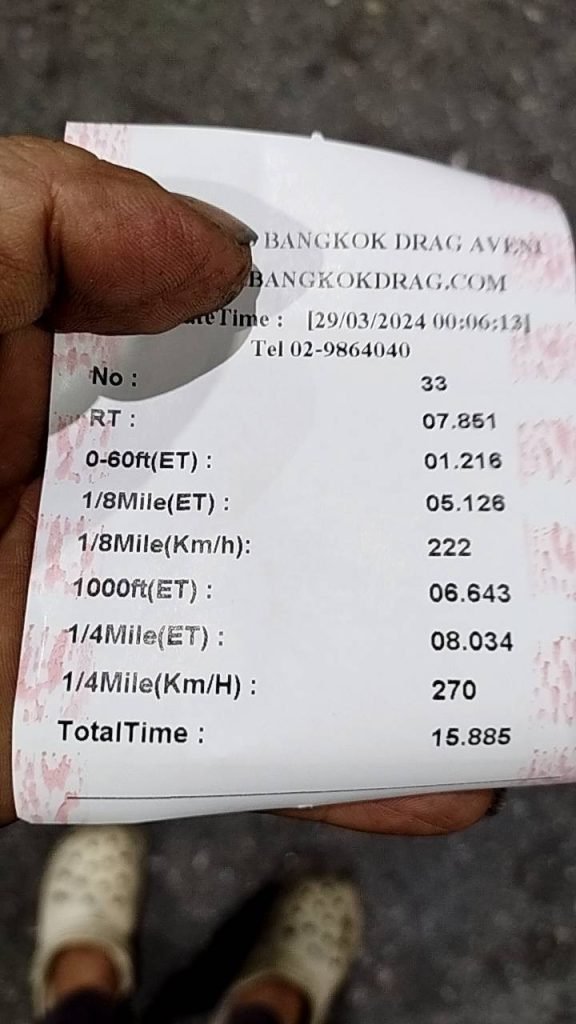 BANGKOK DRAG AVENU
BANGKOKDRAG.COM
Time : [29/03/2024 00:06:13]
Tel 02-9864040
No : 33
RT : 07.851
0-60ft(ET) : 01.216
1/8Mile(ET) : 05.126
1/8Mile(Km/h): 222
1000ft(ET) : 06.643
1/4Mile(ET) : 08.034
1/4Mile(Km/H) : 270
TotalTime : 15.885